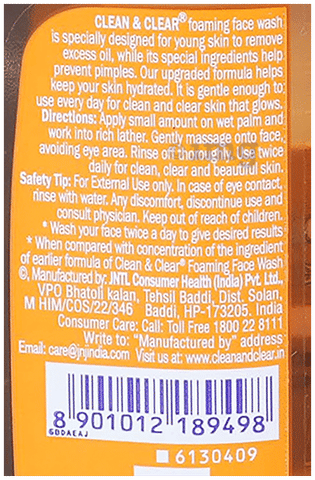 CLEAN & CLEAR® foaming face wash
is specially designed for young skin to remove
excess oil, while its special ingredients help
prevent pimples. Our upgraded formula helps
keep your skin hydrated. It is gentle enough to
use every day for clean and clear skin that glows.
Directions: Apply small amount on wet palm and
work into rich lather. Gently massage onto face,
avoiding eye area. Rinse off thoroughly. Use twice
daily for clean, clear and beautiful skin.
Safety Tip: For External Use only. In case of eye contact,
rinse with water. Any discomfort, discontinue use and
consult physician. Keep out of reach of children.
* Wash your face twice a day to give desired results
* When compared with concentration of the ingredient
of earlier formula of Clean & Clear® Foaming Face Wash
©, Manufactured by: JNTL Consumer Health (India) Pvt. Ltd.,
VPO Bhatoli kalan, Tehsil Baddi, Dist. Solan,
M HIM/COS/22/346 Baddi, HP-173205. India
Consumer Care: Call: Toll Free 1800 22 8111
Write to: "Manufactured by" address
Email: care@jnjindia.com Visit us at: www.cleanandclear.in
8 901012 189498
GDDAEAJ
6130409